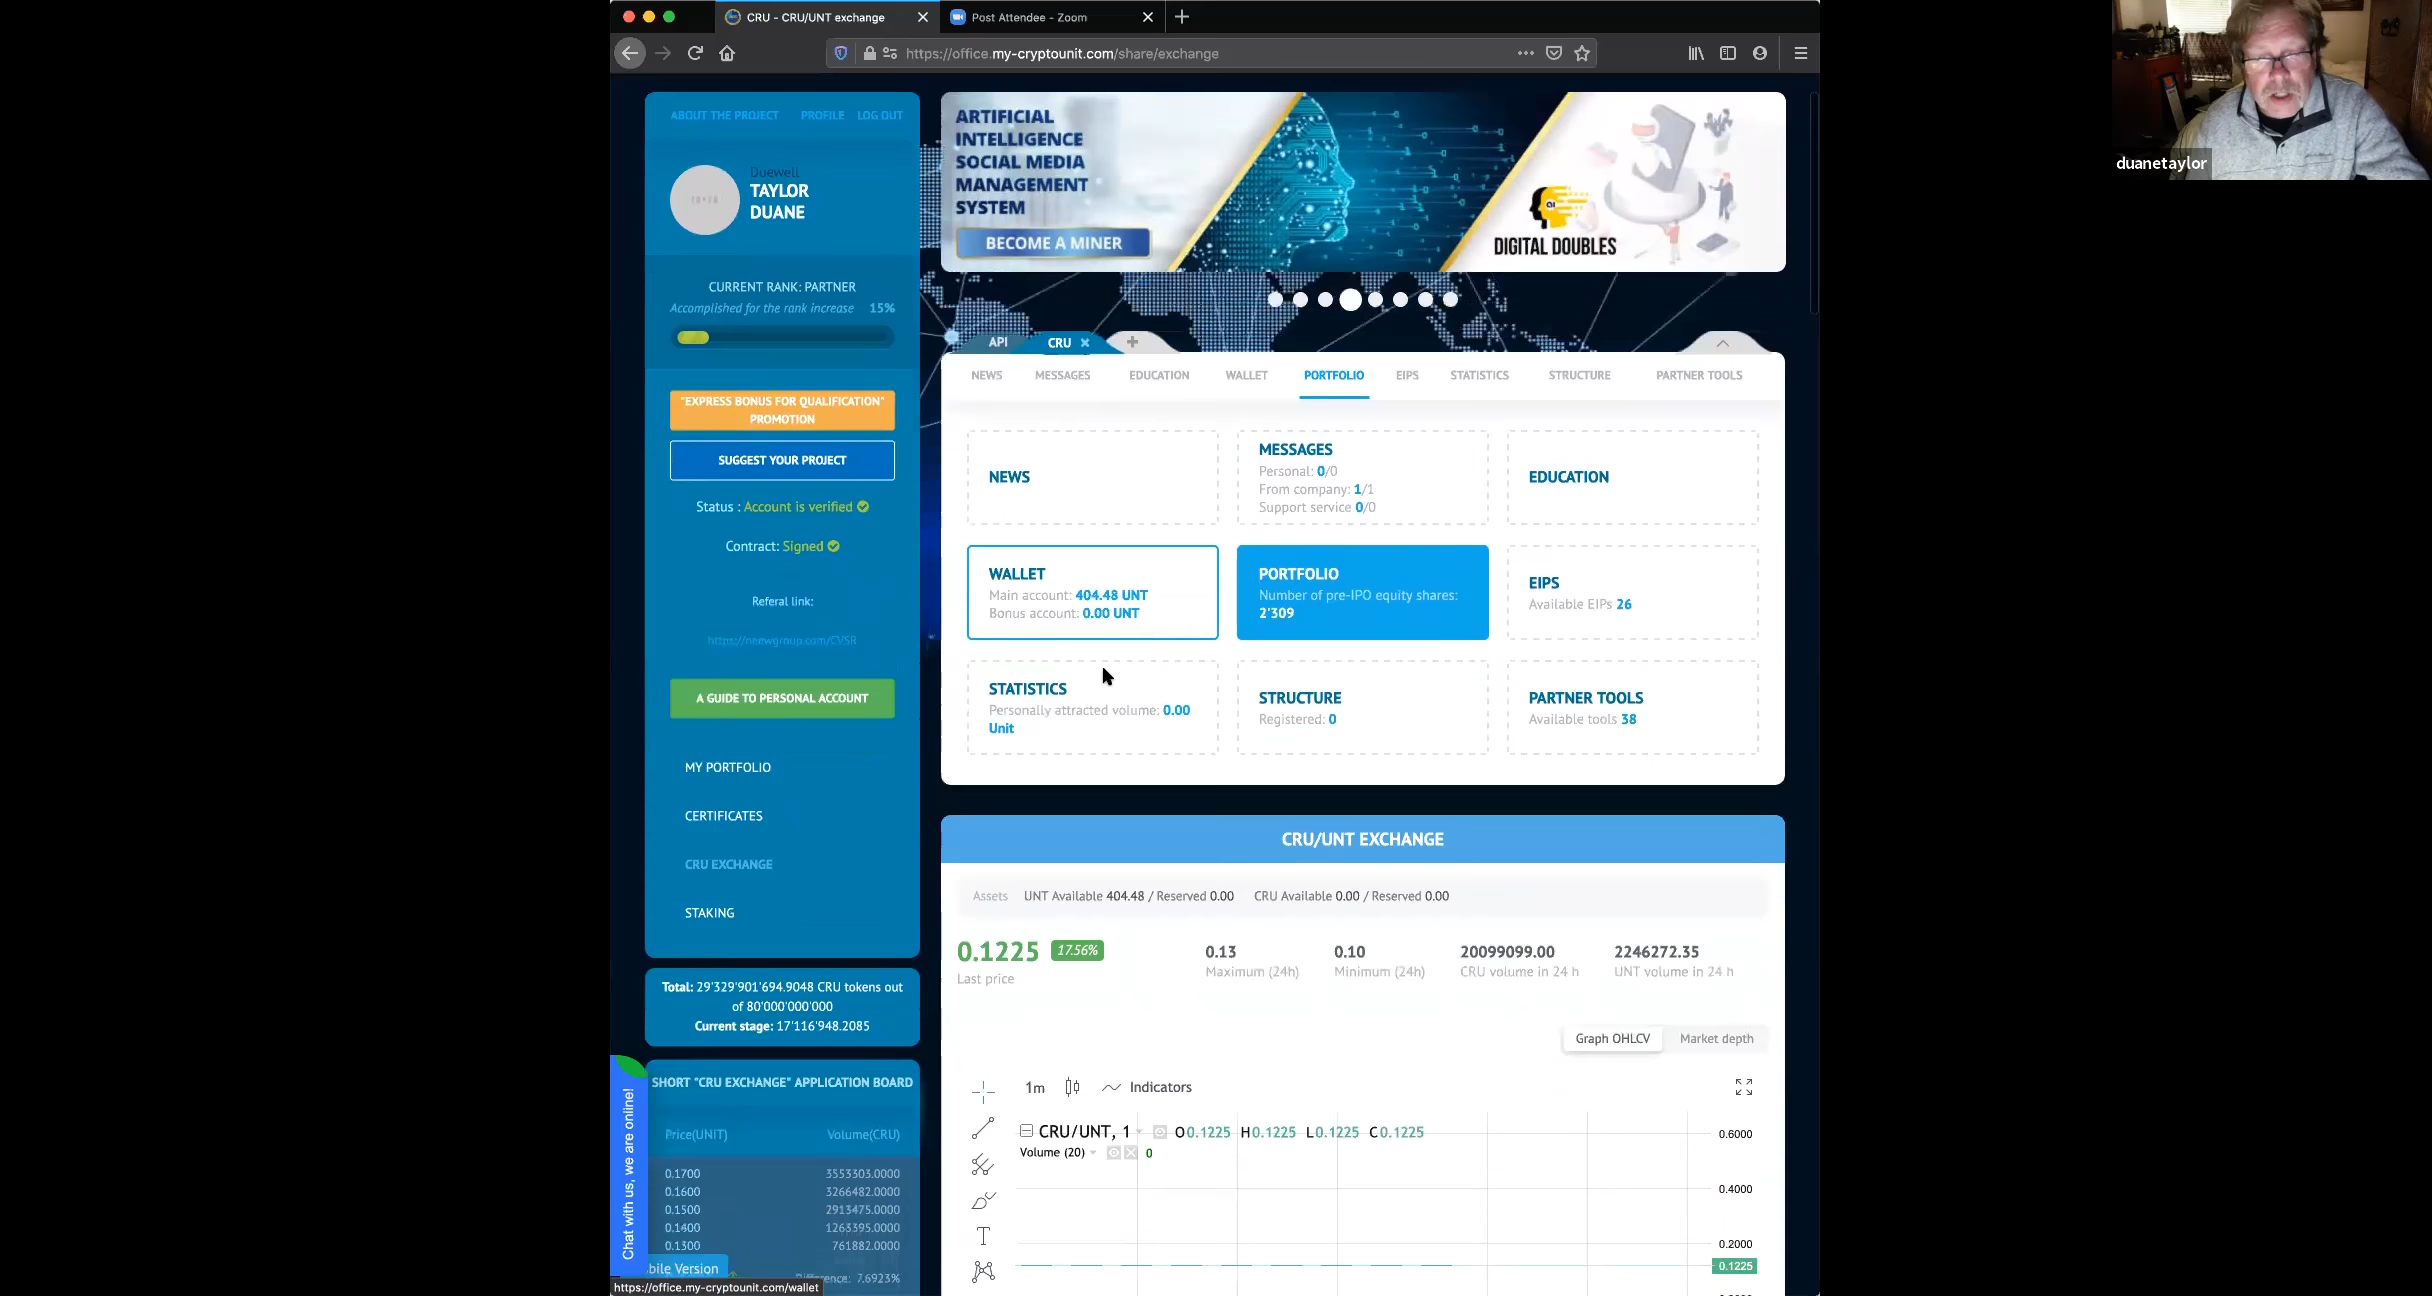 CRU - CRU/UNT exchange
Post Attendee - Zoom
https://office.my-cryptounit.com/share/exchange
duanetaylor
ABOUT THE PROJECT PROFILE LOG OUT
Duewell
TAYLOR
DUANE
CURRENT RANK: PARTNER
Accomplished for the rank increase 15%
"EXPRESS BONUS FOR QUALIFICATION"
PROMOTION
SUGGEST YOUR PROJECT
Status : Account is verified
Contract: Signed
Referal link:
A GUIDE TO PERSONAL ACCOUNT
MY PORTFOLIO
CERTIFICATES
CRU EXCHANGE
STAKING
Total: 29'329'901'694.9048 CRU tokens out
of 80'000'000'000
Current stage: 17'116'948.2085
SHORT "CRU EXCHANGE" APPLICATION BOARD
Price(UNIT) Volume(CRU)
0.1700 3553303.0000
0.1600 3266482.0000
0.1500 2913475.0000
0.1400 1263395.0000
0.1300 761882.0000
bile Version
7.6923%
Chat with us, we are online!
https://office.my-cryptounit.com/wallet
ARTIFICIAL
INTELLIGENCE
SOCIAL MEDIA
MANAGEMENT
SYSTEM
BECOME A MINER
ai
DIGITAL DOUBLES
API CRU
NEWS MESSAGES EDUCATION WALLET PORTFOLIO EIPS STATISTICS STRUCTURE PARTNER TOOLS
NEWS
MESSAGES
Personal: 0/0
From company: 1/1
Support service 0/0
EDUCATION
WALLET
Main account: 404.48 UNT
Bonus account: 0.00 UNT
PORTFOLIO
Number of pre-IPO equity shares:
2'309
EIPS
Available EIPs 26
STATISTICS
Personally attracted volume: 0.00
Unit
STRUCTURE
Registered: 0
PARTNER TOOLS
Available tools 38
CRU/UNT EXCHANGE
Assets UNT Available 404.48 / Reserved 0.00 CRU Available 0.00 / Reserved 0.00
0.1225 17.56%
Last price
0.13
Maximum (24h)
0.10
Minimum (24h)
20099099.00
CRU volume in 24 h
2246272.35
UNT volume in 24 h
Graph OHLCV Market depth
1m Indicators
CRU/UNT, 1 O0.1225 H0.1225 L0.1225 C0.1225
Volume (20) 0
0.6000
0.4000
0.2000
0.1225